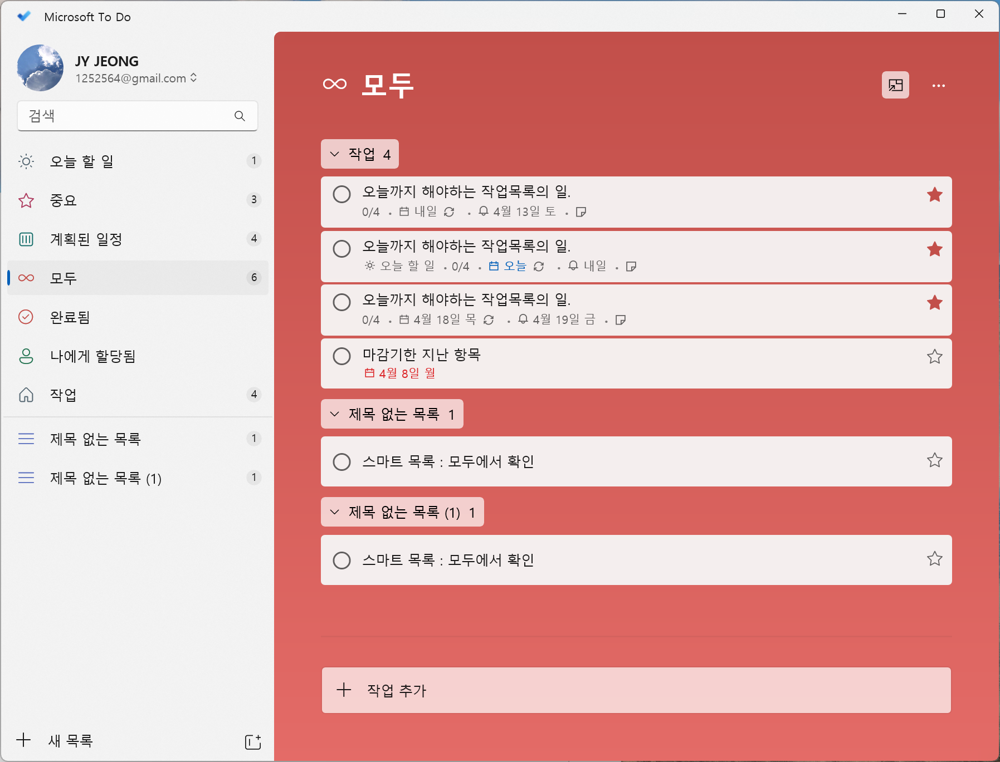 Microsoft To Do
JY JEONG
1252564@gmail.com
검색
오늘 할 일 1
중요 3
계획된 일정 4
모두 6
완료됨
나에게 할당됨
작업 4
제목 없는 목록 1
제목 없는 목록 (1) 1
새 목록
모두
작업 4
오늘까지 해야하는 작업목록의 일.
0/4 • 내일 • 4월 13일 토 •
오늘까지 해야하는 작업목록의 일.
오늘 할 일 • 0/4 • 오늘 • 내일 •
오늘까지 해야하는 작업목록의 일.
0/4 • 4월 18일 목 • 4월 19일 금 •
마감기한 지난 항목
4월 8일 월
제목 없는 목록 1
스마트 목록 : 모두에서 확인
제목 없는 목록 (1) 1
스마트 목록 : 모두에서 확인
작업 추가